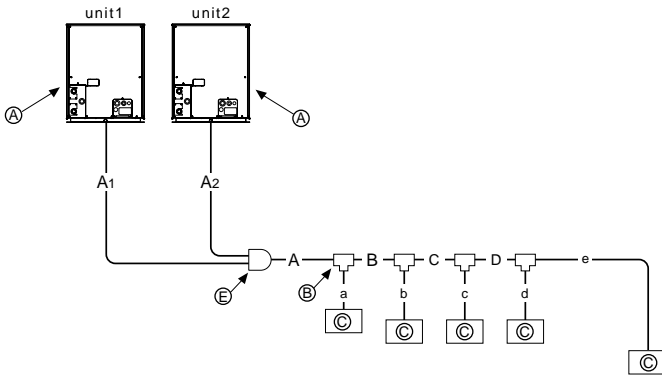 unit1 unit2
Ⓐ Ⓐ
A1 A2
A B C D e
Ⓔ Ⓑ a b c d
Ⓒ Ⓒ Ⓒ Ⓒ
Ⓒ